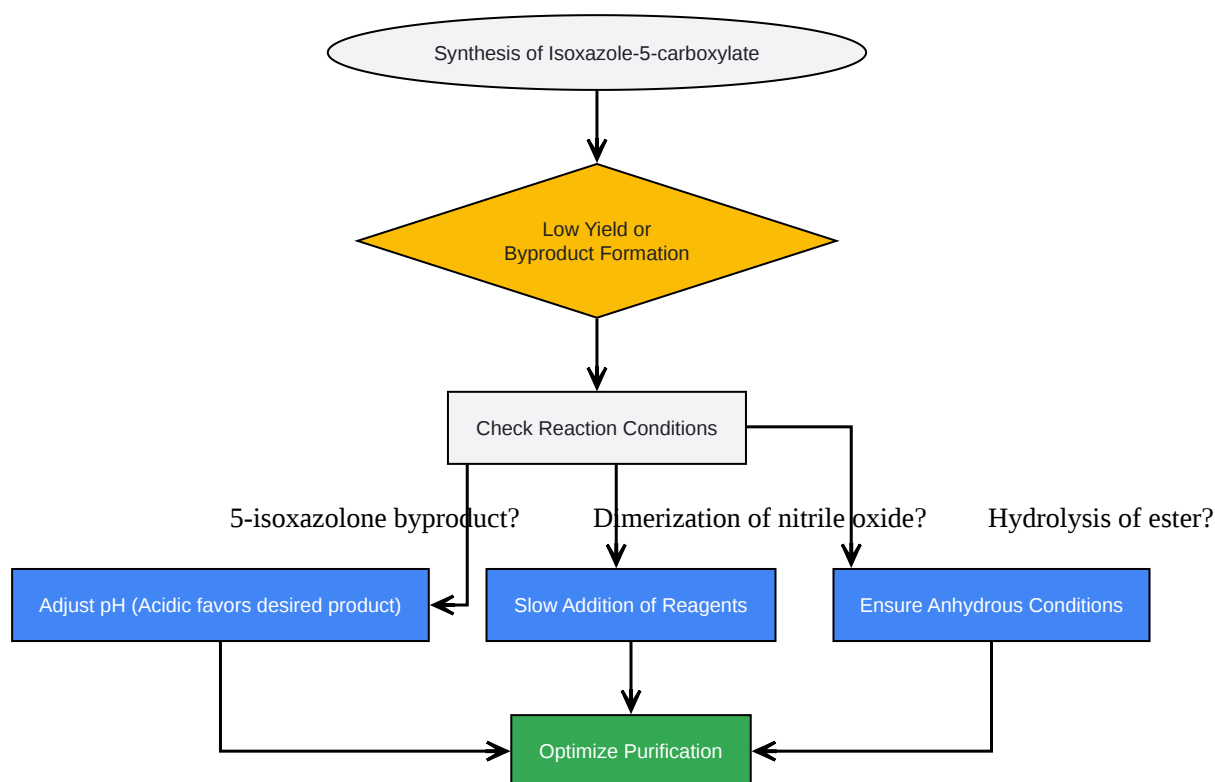 Synthesis of Isoxazole-5-carboxylate
Low Yield or
Byproduct Formation
Check Reaction Conditions
5-isoxazolone byproduct?
Dimerization of nitrile oxide?
Hydrolysis of ester?
Adjust pH (Acidic favors desired product)
Slow Addition of Reagents
Ensure Anhydrous Conditions
Optimize Purification